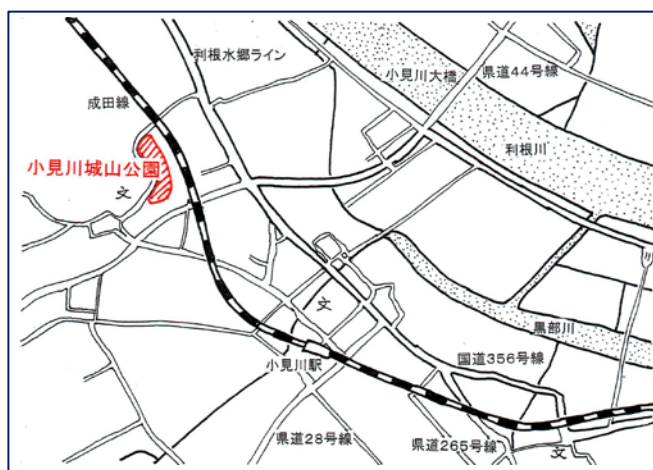 利根水郷ライン
小見川大橋
県道44号線
成田線
利根川
小見川城山公園
文
文
黒部川
小見川駅
国道356号線
県道28号線
県道265号線
文